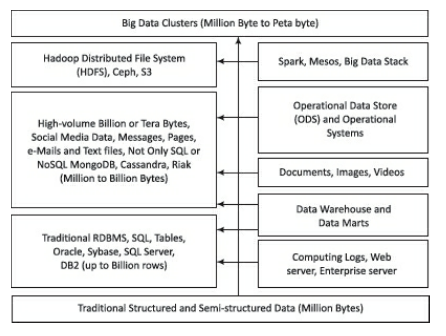 Big Data Clusters (Million Byte to Peta byte)
Hadoop Distributed File System
(HDFS), Ceph, S3
Spark, Mesos, Big Data Stack
High-volume Billion or Tera Bytes,
Social Media Data, Messages, Pages,
e-Mails and Text files, Not Only SQL or
NoSQL MongoDB, Cassandra, Riak
(Million to Billion Bytes)
Operational Data Store
(ODS) and Operational
Systems
Documents, Images, Videos
Data Warehouse and
Data Marts
Traditional RDBMS, SQL, Tables,
Oracle, Sybase, SQL Server,
DB2 (up to Billion rows)
Computing Logs, Web
server, Enterprise server
Traditional Structured and Semi-structured Data (Million Bytes)